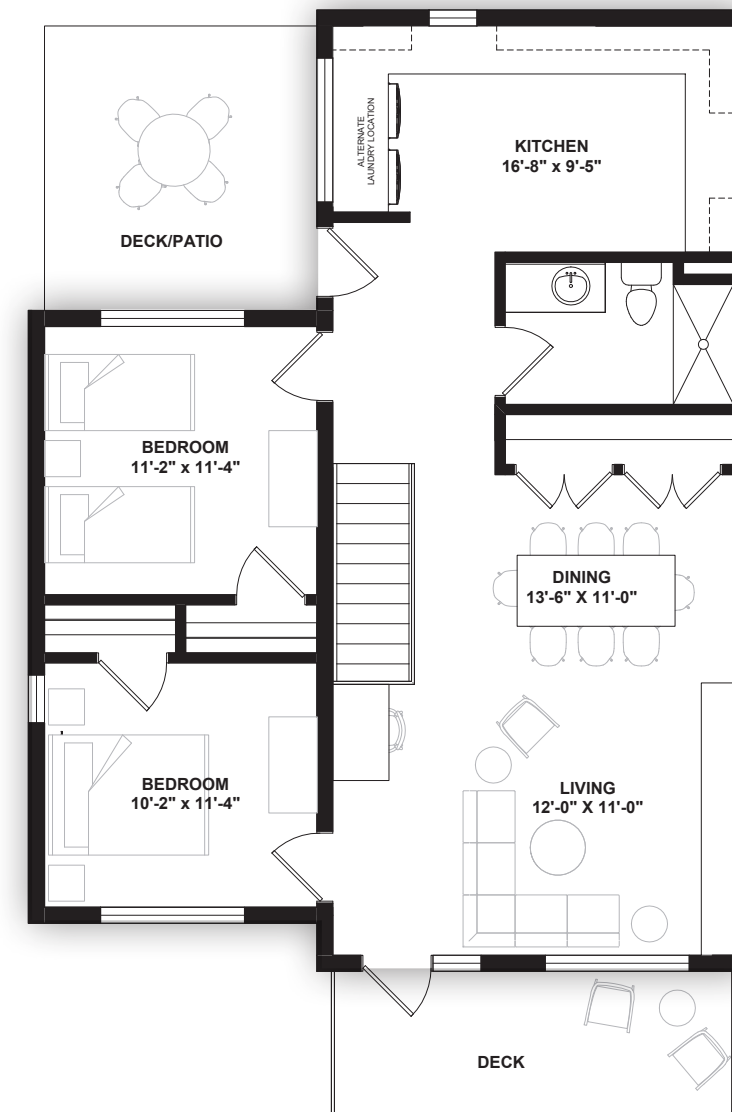 ALTERNATE
LAUNDRY LOCATION
KITCHEN
16'-8" x 9'-5"
DECK/PATIO
BEDROOM
11'-2" x 11'-4"
DINING
13'-6" X 11'-0"
BEDROOM
10'-2" x 11'-4"
LIVING
12'-0" X 11'-0"
DECK